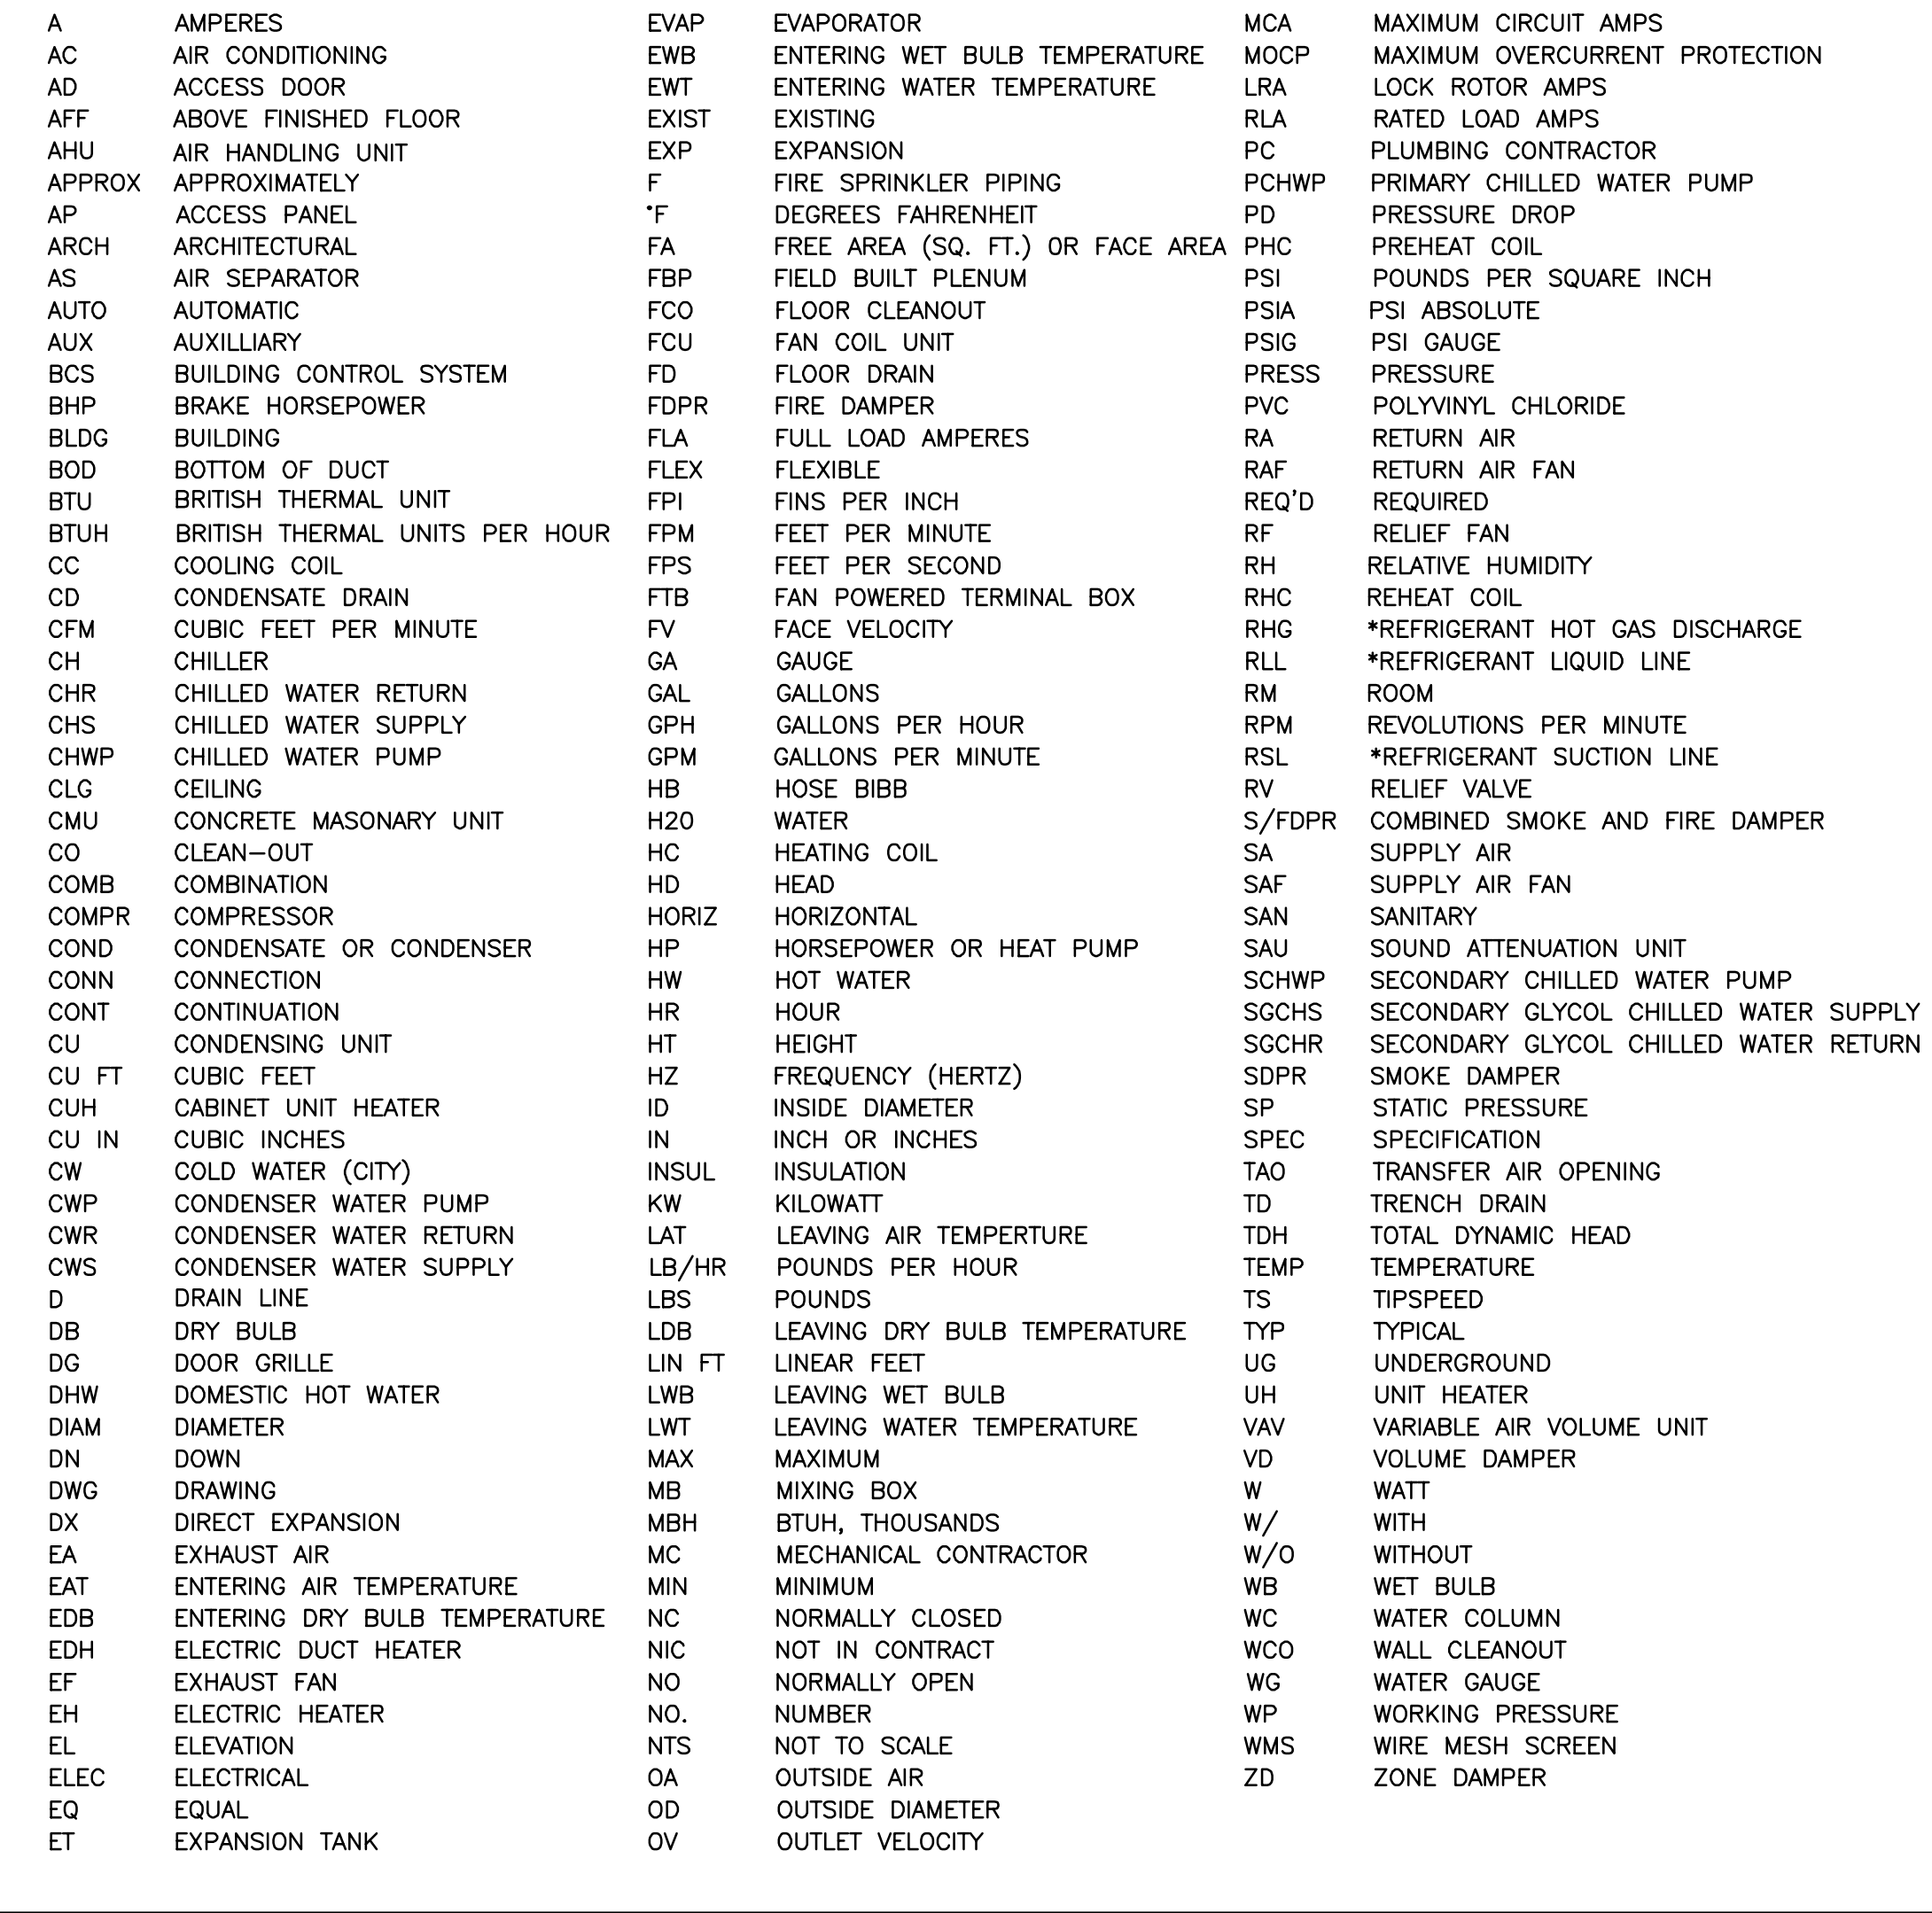 A AMPERES
AC AIR CONDITIONING
AD ACCESS DOOR
AFF ABOVE FINISHED FLOOR
AHU AIR HANDLING UNIT
APPROX APPROXIMATELY
AP ACCESS PANEL
ARCH ARCHITECTURAL
AS AIR SEPARATOR
AUTO AUTOMATIC
AUX AUXILLIARY
BCS BUILDING CONTROL SYSTEM
BHP BRAKE HORSEPOWER
BLDG BUILDING
BOD BOTTOM OF DUCT
BTU BRITISH THERMAL UNIT
BTUH BRITISH THERMAL UNITS PER HOUR
CC COOLING COIL
CD CONDENSATE DRAIN
CFM CUBIC FEET PER MINUTE
CH CHILLER
CHR CHILLED WATER RETURN
CHS CHILLED WATER SUPPLY
CHWP CHILLED WATER PUMP
CLG CEILING
CMU CONCRETE MASONARY UNIT
CO CLEAN-OUT
COMB COMBINATION
COMPR COMPRESSOR
COND CONDENSATE OR CONDENSER
CONN CONNECTION
CONT CONTINUATION
CU CONDENSING UNIT
CU FT CUBIC FEET
CUH CABINET UNIT HEATER
CU IN CUBIC INCHES
CW COLD WATER (CITY)
CWP CONDENSER WATER PUMP
CWR CONDENSER WATER RETURN
CWS CONDENSER WATER SUPPLY
D DRAIN LINE
DB DRY BULB
DG DOOR GRILLE
DHW DOMESTIC HOT WATER
DIAM DIAMETER
DN DOWN
DWG DRAWING
DX DIRECT EXPANSION
EA EXHAUST AIR
EAT ENTERING AIR TEMPERATURE
EDB ENTERING DRY BULB TEMPERATURE
EDH ELECTRIC DUCT HEATER
EF EXHAUST FAN
EH ELECTRIC HEATER
EL ELEVATION
ELEC ELECTRICAL
EQ EQUAL
ET EXPANSION TANK
EVAP EVAPORATOR
EWB ENTERING WET BULB TEMPERATURE
EWT ENTERING WATER TEMPERATURE
EXIST EXISTING
EXP EXPANSION
F FIRE SPRINKLER PIPING
°F DEGREES FAHRENHEIT
FA FREE AREA (SQ. FT.) OR FACE AREA
FBP FIELD BUILT PLENUM
FCO FLOOR CLEANOUT
FCU FAN COIL UNIT
FD FLOOR DRAIN
FDPR FIRE DAMPER
FLA FULL LOAD AMPERES
FLEX FLEXIBLE
FPI FINS PER INCH
FPM FEET PER MINUTE
FPS FEET PER SECOND
FTB FAN POWERED TERMINAL BOX
FV FACE VELOCITY
GA GAUGE
GAL GALLONS
GPH GALLONS PER HOUR
GPM GALLONS PER MINUTE
HB HOSE BIBB
H2O WATER
HC HEATING COIL
HD HEAD
HORIZ HORIZONTAL
HP HORSEPOWER OR HEAT PUMP
HW HOT WATER
HR HOUR
HT HEIGHT
HZ FREQUENCY (HERTZ)
ID INSIDE DIAMETER
IN INCH OR INCHES
INSUL INSULATION
KW KILOWATT
LAT LEAVING AIR TEMPERTURE
LB/HR POUNDS PER HOUR
LBS POUNDS
LDB LEAVING DRY BULB TEMPERATURE
LIN FT LINEAR FEET
LWB LEAVING WET BULB
LWT LEAVING WATER TEMPERATURE
MAX MAXIMUM
MB MIXING BOX
MBH BTUH, THOUSANDS
MC MECHANICAL CONTRACTOR
MIN MINIMUM
NC NORMALLY CLOSED
NIC NOT IN CONTRACT
NO NORMALLY OPEN
NO. NUMBER
NTS NOT TO SCALE
OA OUTSIDE AIR
OD OUTSIDE DIAMETER
OV OUTLET VELOCITY
MCA MAXIMUM CIRCUIT AMPS
MOCP MAXIMUM OVERCURRENT PROTECTION
LRA LOCK ROTOR AMPS
RLA RATED LOAD AMPS
PC PLUMBING CONTRACTOR
PCHWP PRIMARY CHILLED WATER PUMP
PD PRESSURE DROP
PHC PREHEAT COIL
PSI POUNDS PER SQUARE INCH
PSIA PSI ABSOLUTE
PSIG PSI GAUGE
PRESS PRESSURE
PVC POLYVINYL CHLORIDE
RA RETURN AIR
RAF RETURN AIR FAN
REQ'D REQUIRED
RF RELIEF FAN
RH RELATIVE HUMIDITY
RHC REHEAT COIL
RHG *REFRIGERANT HOT GAS DISCHARGE
RLL *REFRIGERANT LIQUID LINE
RM ROOM
RPM REVOLUTIONS PER MINUTE
RSL *REFRIGERANT SUCTION LINE
RV RELIEF VALVE
S/FDPR COMBINED SMOKE AND FIRE DAMPER
SA SUPPLY AIR
SAF SUPPLY AIR FAN
SAN SANITARY
SAU SOUND ATTENUATION UNIT
SCHWP SECONDARY CHILLED WATER PUMP
SGCHS SECONDARY GLYCOL CHILLED WATER SUPPLY
SGCHR SECONDARY GLYCOL CHILLED WATER RETURN
SDPR SMOKE DAMPER
SP STATIC PRESSURE
SPEC SPECIFICATION
TAO TRANSFER AIR OPENING
TD TRENCH DRAIN
TDH TOTAL DYNAMIC HEAD
TEMP TEMPERATURE
TS TIPSPEED
TYP TYPICAL
UG UNDERGROUND
UH UNIT HEATER
VAV VARIABLE AIR VOLUME UNIT
VD VOLUME DAMPER
W WATT
W/ WITH
W/O WITHOUT
WB WET BULB
WC WATER COLUMN
WCO WALL CLEANOUT
WG WATER GAUGE
WP WORKING PRESSURE
WMS WIRE MESH SCREEN
ZD ZONE DAMPER